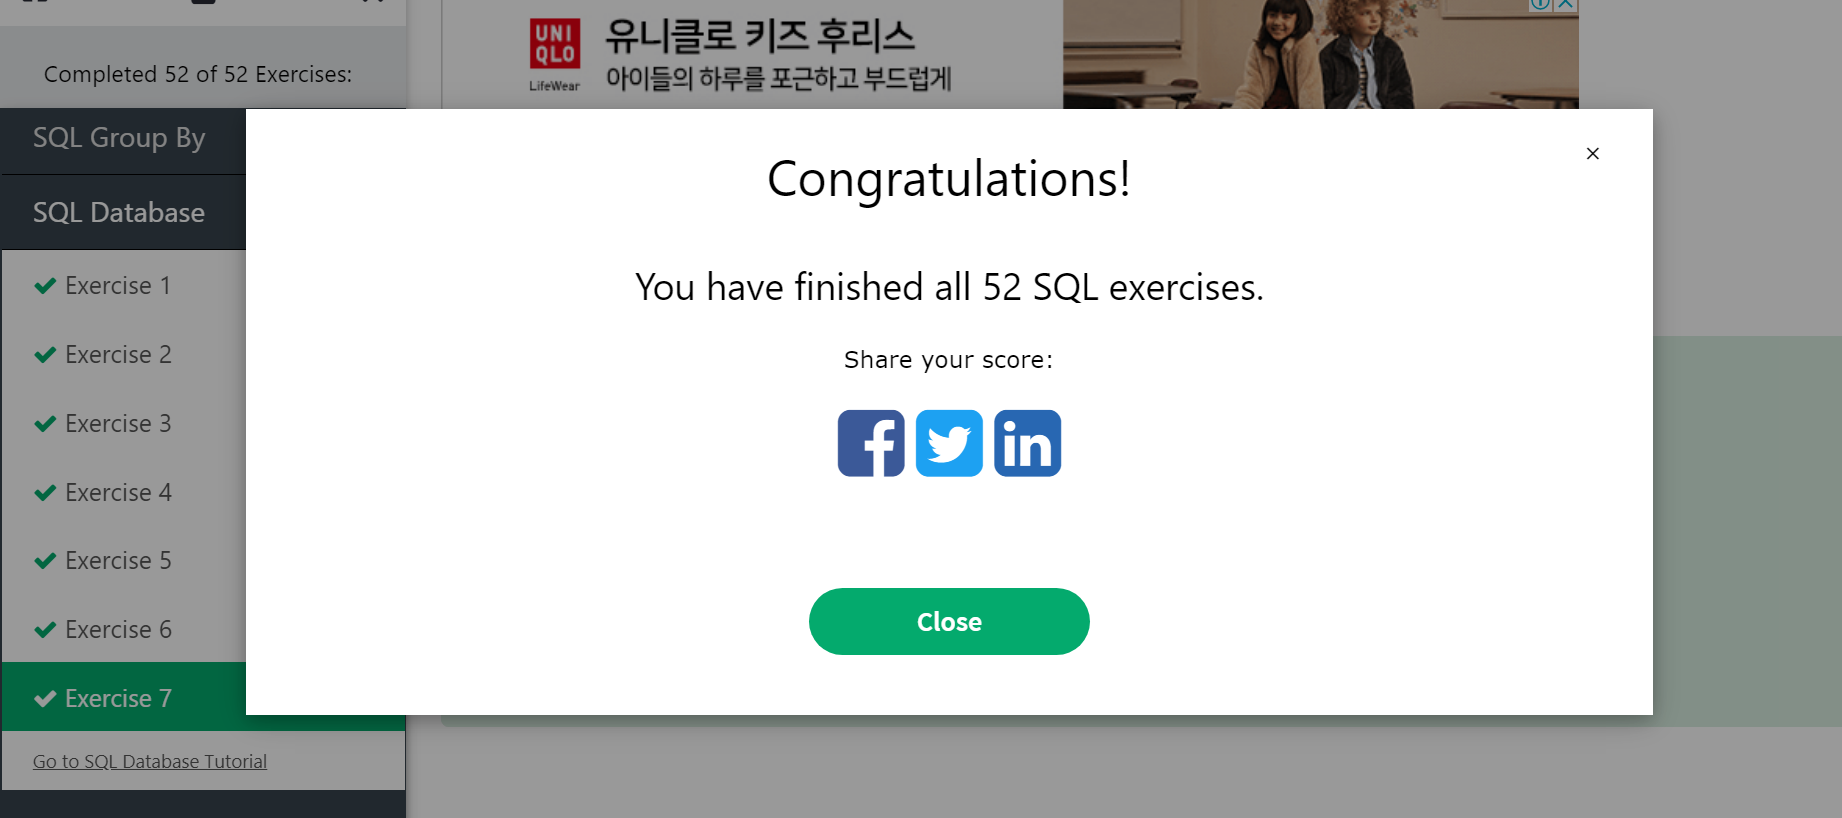 UNI
QLO
LifeWear
유니클로 키즈 후리스
아이들의 하루를 포근하고 부드럽게
Completed 52 of 52 Exercises:
SQL Group By
SQL Database
Exercise 1
Exercise 2
Exercise 3
Exercise 4
Exercise 5
Exercise 6
Exercise 7
Go to SQL Database Tutorial
×
Congratulations!
You have finished all 52 SQL exercises.
Share your score:
f
in
Close